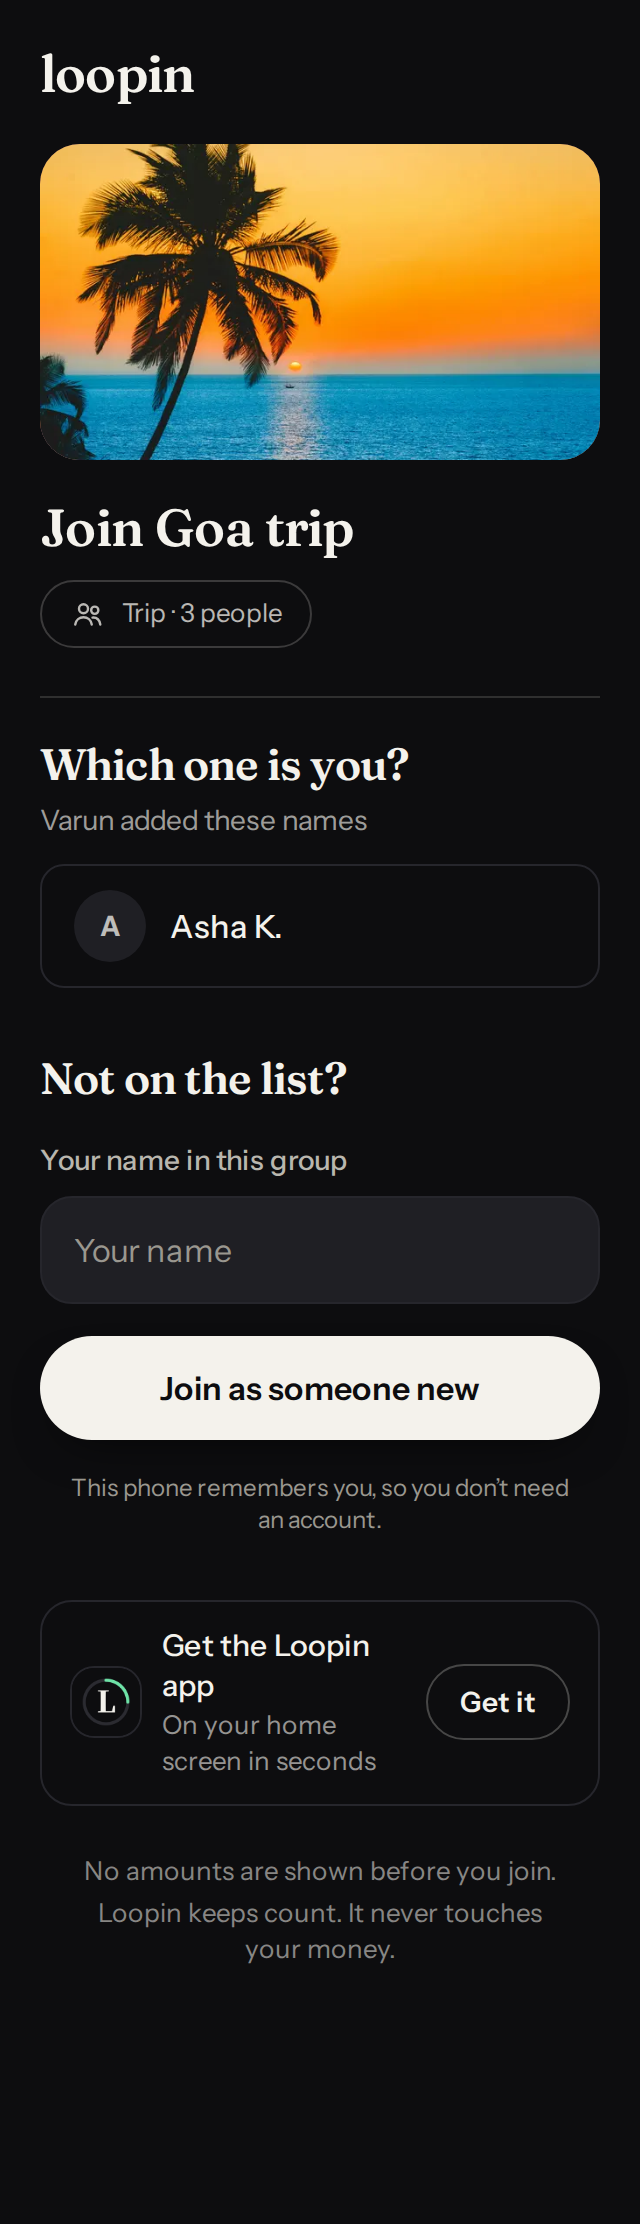 loopin
Join Goa trip
Trip · 3 people
Which one is you?
Varun added these names
A
Asha K.
Not on the list?
Your name in this group
Your name
Join as someone new
This phone remembers you, so you don’t need
an account.
L
Get the Loopin
app
On your home
screen in seconds
Get it
No amounts are shown before you join.
Loopin keeps count. It never touches
your money.